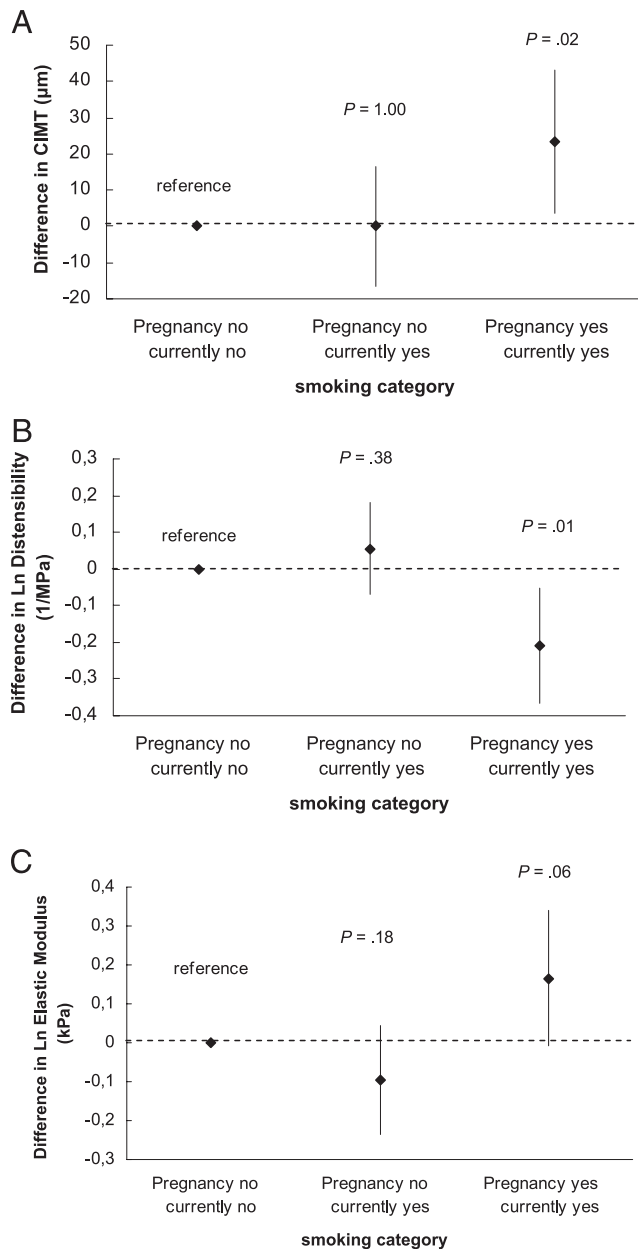 A
Difference in CIMT (µm)
50
40
30
20
10
0
-10
-20
reference
P = 1.00
P = .02
Pregnancy no Pregnancy no Pregnancy yes
currently no currently yes currently yes
smoking category
B
Difference in Ln Distensibility
(1/MPa)
0,3
0,2
0,1
0
-0,1
-0,2
-0,3
-0,4
reference
P = .38
P = .01
Pregnancy no Pregnancy no Pregnancy yes
currently no currently yes currently yes
smoking category
C
Difference in Ln Elastic Modulus
(kPa)
0,4
0,3
0,2
0,1
0
-0,1
-0,2
-0,3
reference
P = .18
P = .06
Pregnancy no Pregnancy no Pregnancy yes
currently no currently yes currently yes
smoking category